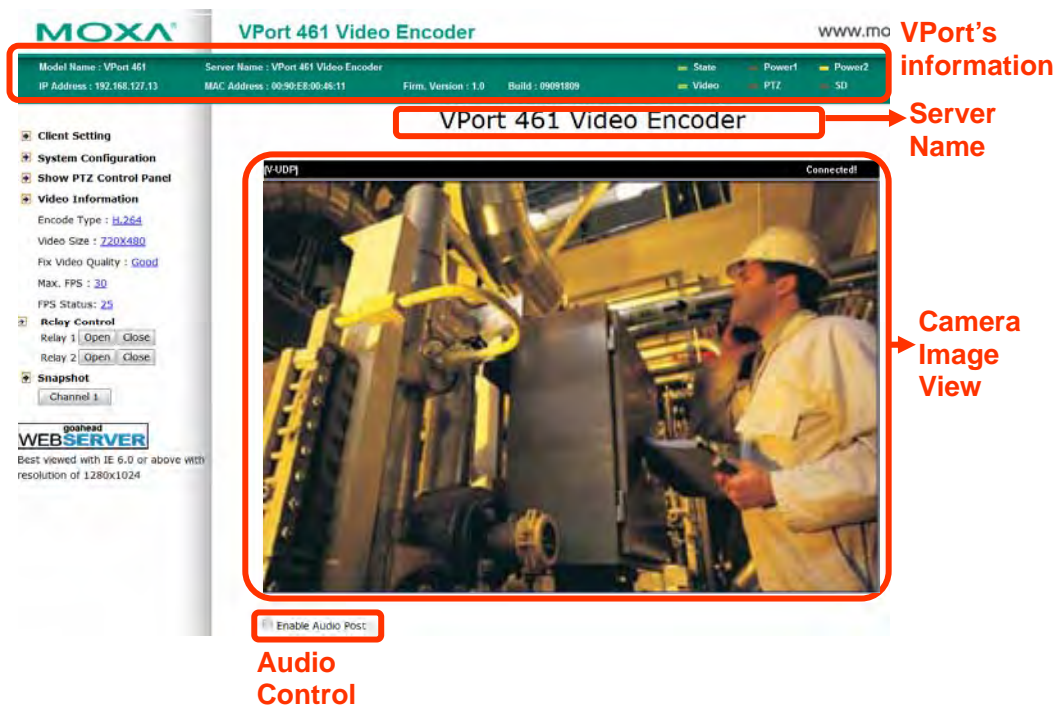 MOXA®
VPort 461 Video Encoder
www.mo
VPort's
information
Model Name : VPort 461
Server Name : VPort 461 Video Encoder
State
Power1
Power2
IP Address : 192.168.127.13
MAC Address : 00:90:E8:00:46:11
Firm. Version : 1.0
Build : 09091809
Video
PTZ
SD
VPort 461 Video Encoder
Server
Name
Client Setting
System Configuration
Show PTZ Control Panel
Video Information
Encode Type : H.264
Video Size : 720X480
Fix Video Quality : Good
Max. FPS : 30
FPS Status: 25
Relay Control
Relay 1 Open Close
Relay 2 Open Close
Snapshot
Channel 1
goahead
WEBSERVER
Best viewed with IE 6.0 or above with
resolution of 1280x1024
[V-UDP]
Connected!
Camera
Image
View
Enable Audio Post
Audio
Control